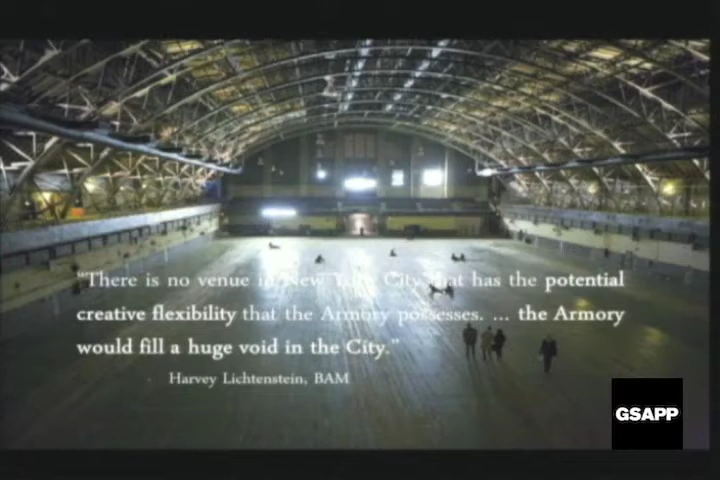 “There is no venue in New York City that has the potential
creative flexibility that the Armory possesses. ... the Armory
would fill a huge void in the City.”
Harvey Lichtenstein, BAM
GSAPP